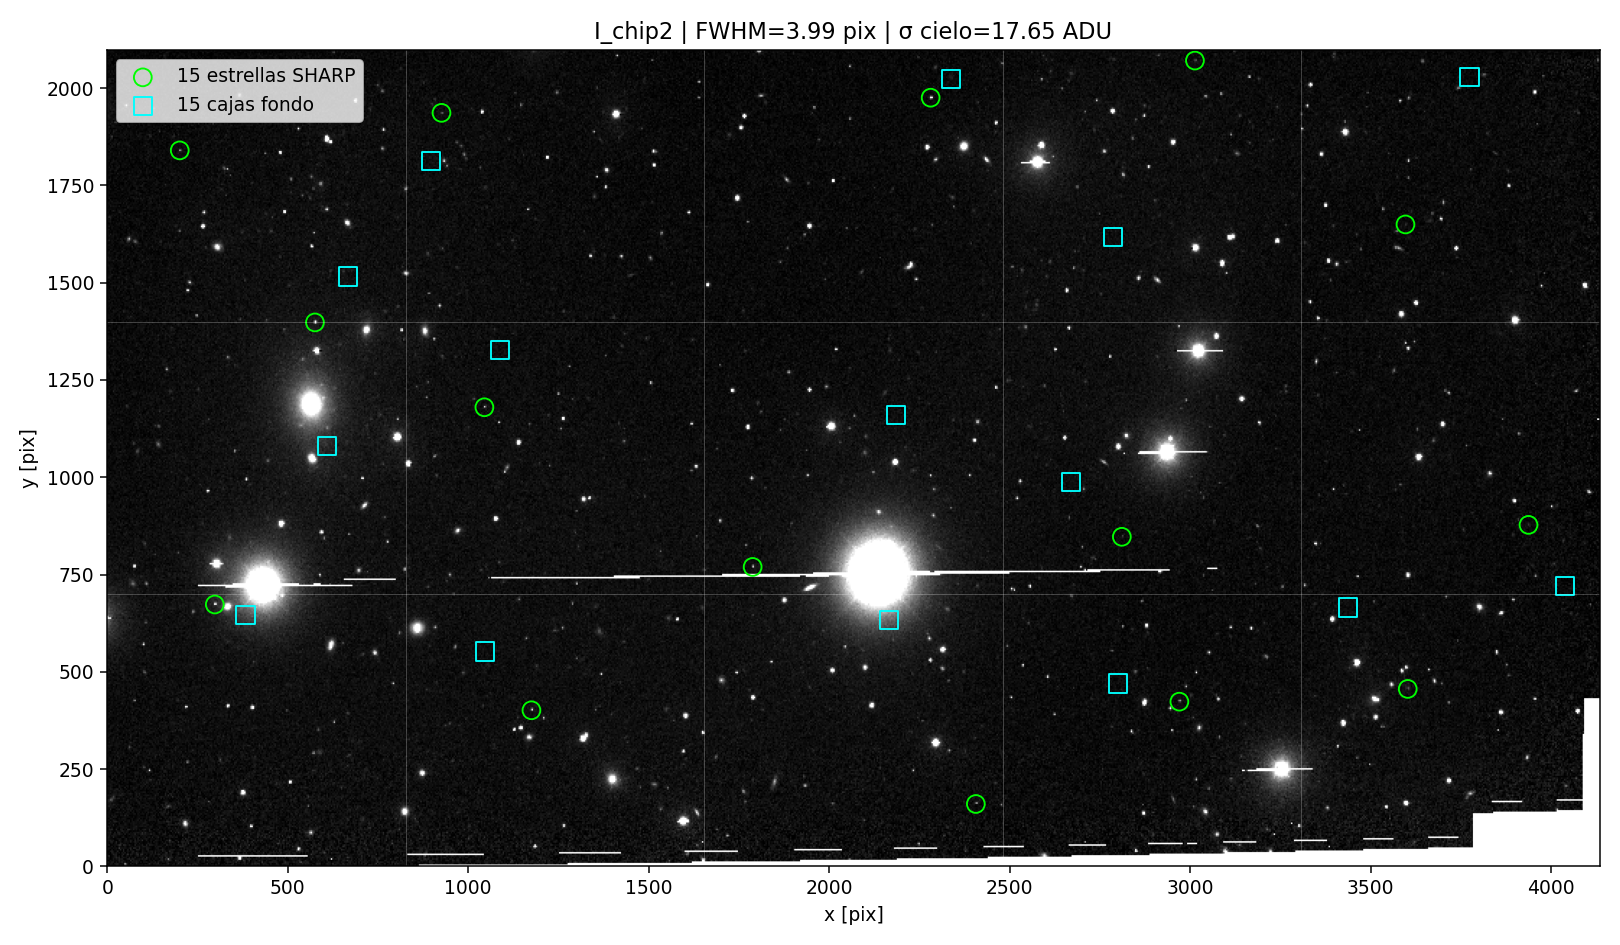 I_chip2 | FWHM=3.99 pix | σ cielo=17.65 ADU
15 estrellas SHARP
15 cajas fondo
y [pix]
2000
1750
1500
1250
1000
750
500
250
0
0 500 1000 1500 2000 2500 3000 3500 4000
x [pix]